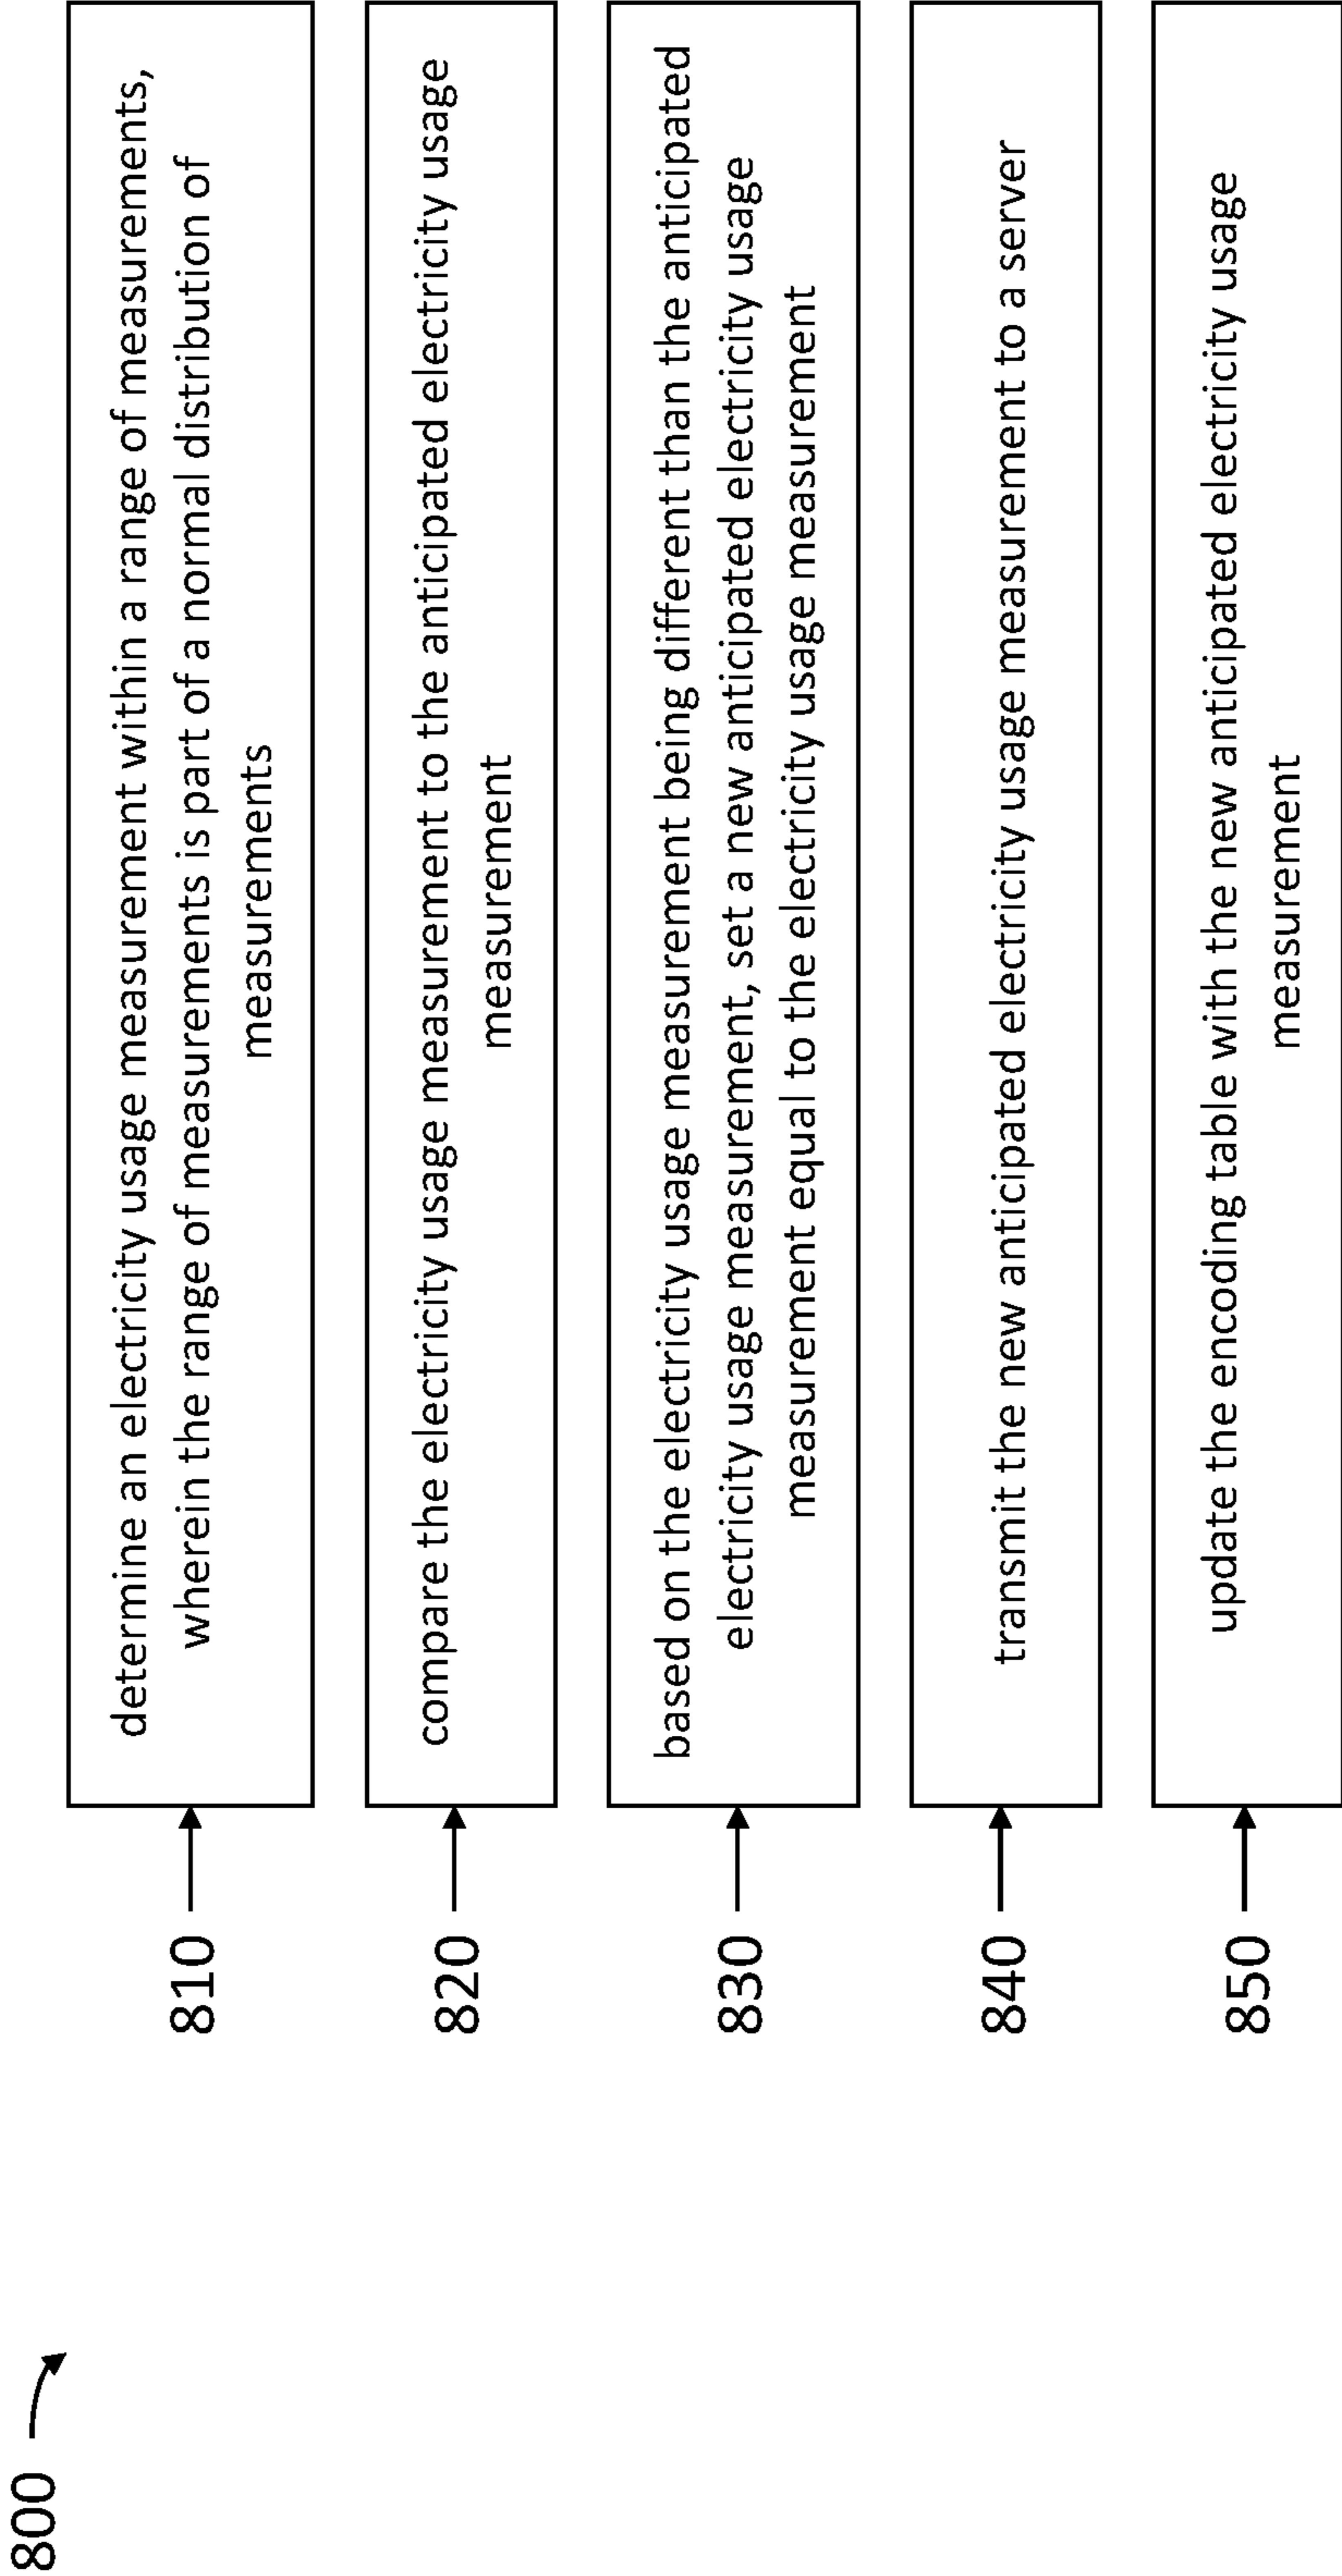 800
810
determine an electricity usage measurement within a range of measurements,
wherein the range of measurements is part of a normal distribution of
measurements
820
compare the electricity usage measurement to the anticipated electricity usage
measurement
830
based on the electricity usage measurement being different than the anticipated
electricity usage measurement, set a new anticipated electricity usage
measurement equal to the electricity usage measurement
840
transmit the new anticipated electricity usage measurement to a server
850
update the encoding table with the new anticipated electricity usage
measurement